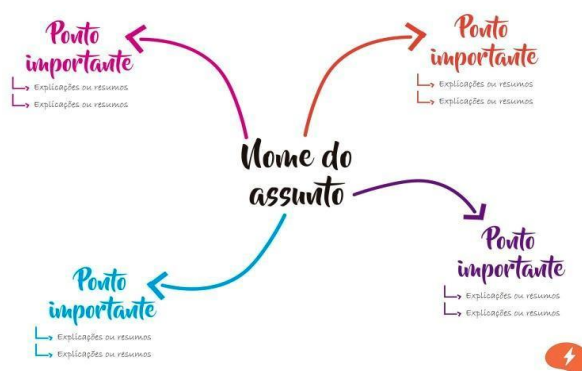 Ponto
importante
Explicações ou resumos
Explicações ou resumos
Ponto
importante
Explicações ou resumos
Explicações ou resumos
Nome do
assunto
Ponto
importante
Explicações ou resumos
Explicações ou resumos
Ponto
importante
Explicações ou resumos
Explicações ou resumos